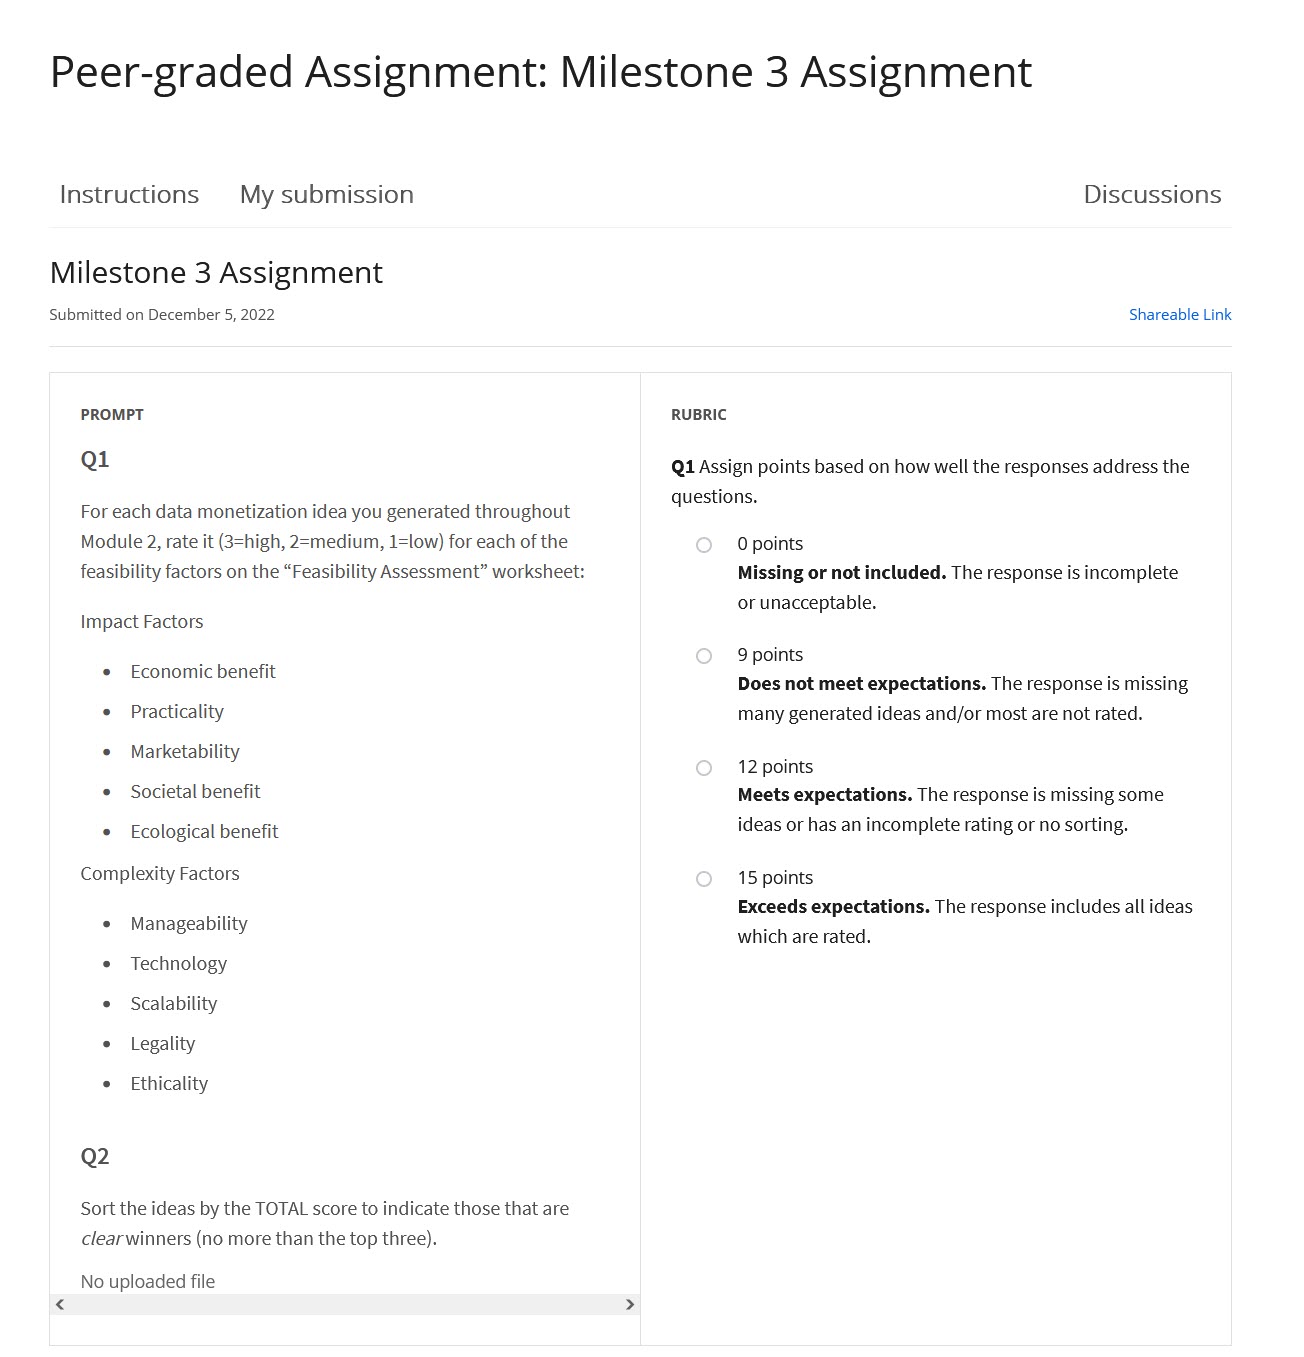 Peer-graded Assignment: Milestone 3 Assignment
Instructions
My submission
Discussions
Milestone 3 Assignment
Submitted on December 5, 2022
Shareable Link
PROMPT
Q1
For each data monetization idea you generated throughout
Module 2, rate it (3=high, 2=medium, 1=low) for each of the
feasibility factors on the “Feasibility Assessment” worksheet:
Impact Factors
• Economic benefit
• Practicality
• Marketability
• Societal benefit
• Ecological benefit
Complexity Factors
• Manageability
• Technology
• Scalability
• Legality
• Ethicality
Q2
Sort the ideas by the TOTAL score to indicate those that are
clear winners (no more than the top three).
No uploaded file
RUBRIC
Q1 Assign points based on how well the responses address the
questions.
0 points
Missing or not included. The response is incomplete
or unacceptable.
9 points
Does not meet expectations. The response is missing
many generated ideas and/or most are not rated.
12 points
Meets expectations. The response is missing some
ideas or has an incomplete rating or no sorting.
15 points
Exceeds expectations. The response includes all ideas
which are rated.